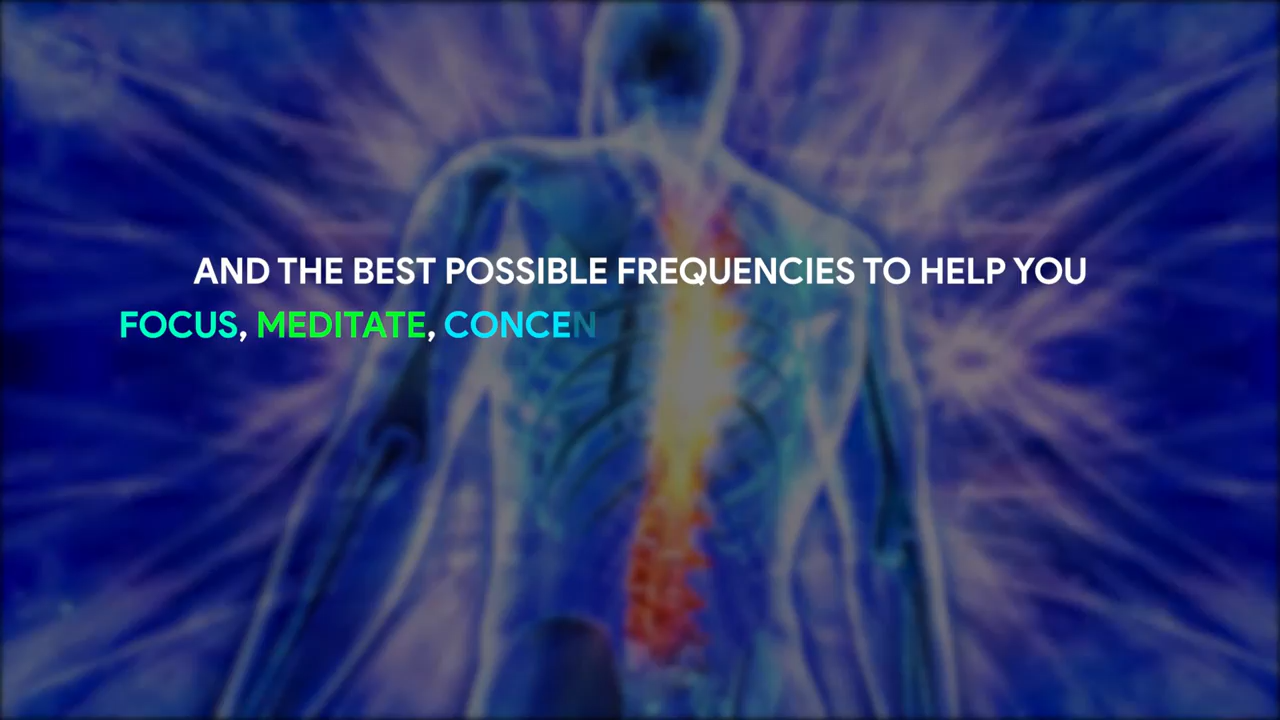 AND THE BEST POSSIBLE FREQUENCIES TO HELP YOU
FOCUS, MEDITATE, CONCEN